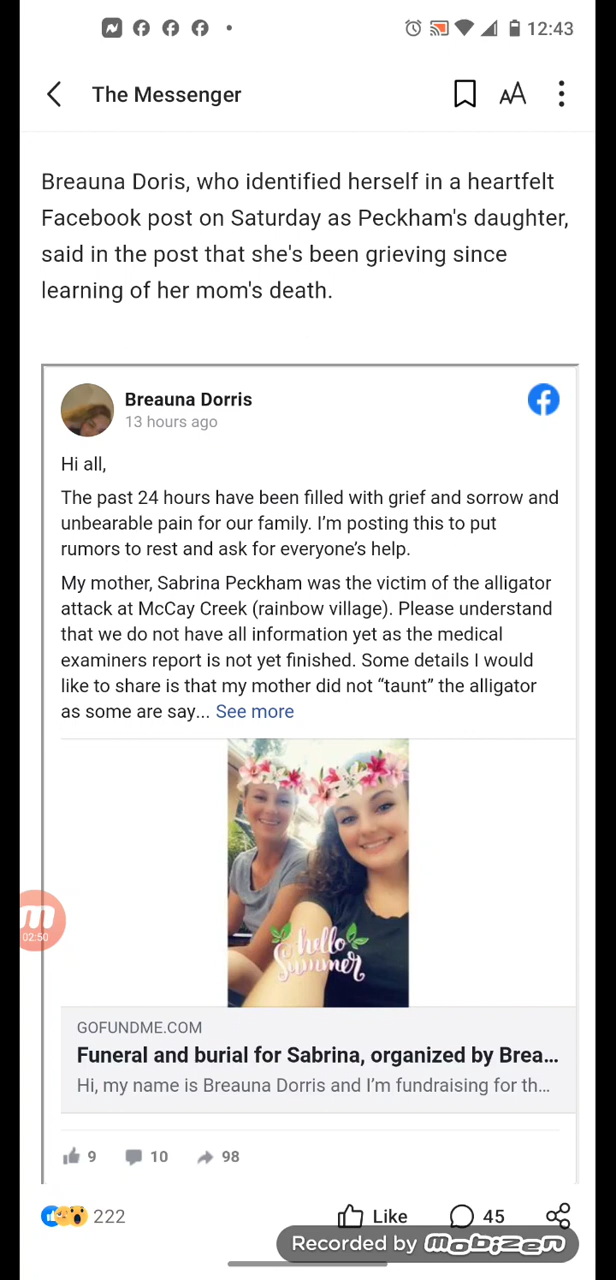 12:43
The Messenger
AA
Breauna Doris, who identified herself in a heartfelt
Facebook post on Saturday as Peckham's daughter,
said in the post that she's been grieving since
learning of her mom's death.
Breauna Dorris
13 hours ago
Hi all,
The past 24 hours have been filled with grief and sorrow and
unbearable pain for our family. I’m posting this to put
rumors to rest and ask for everyone’s help.
My mother, Sabrina Peckham was the victim of the alligator
attack at McCay Creek (rainbow village). Please understand
that we do not have all information yet as the medical
examiners report is not yet finished. Some details I would
like to share is that my mother did not “taunt” the alligator
as some are say... See more
hello
Summer
GOFUNDME.COM
Funeral and burial for Sabrina, organized by Brea...
Hi, my name is Breauna Dorris and I’m fundraising for th...
9 10 98
02:50
222 Like 45
Recorded by mobizen